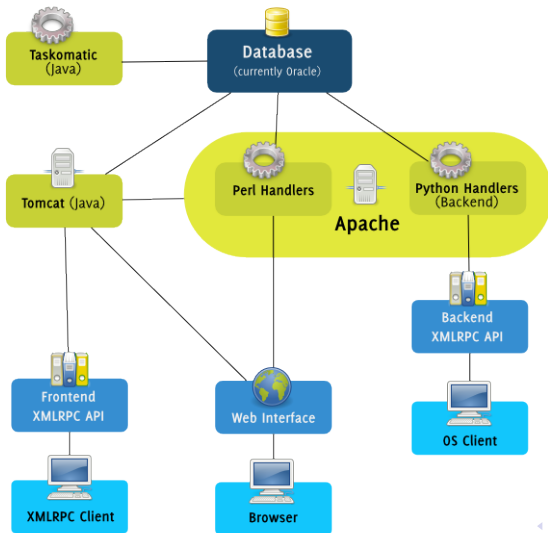 Taskomatic
(Java)
Database
(currently Oracle)
Tomcat (Java)
Perl Handlers
Python Handlers
(Backend)
Apache
Backend
XMLRPC API
Frontend
XMLRPC API
Web Interface
OS Client
XMLRPC Client
Browser